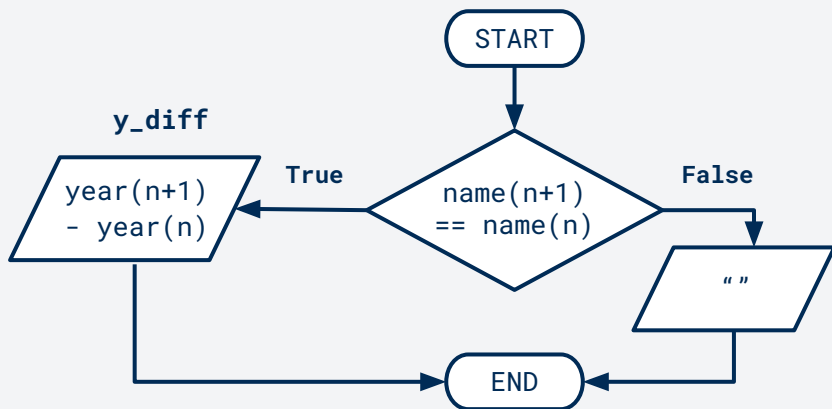 START
y_diff
True
False
year(n+1)
- year(n)
name(n+1)
== name(n)
“ ”
END